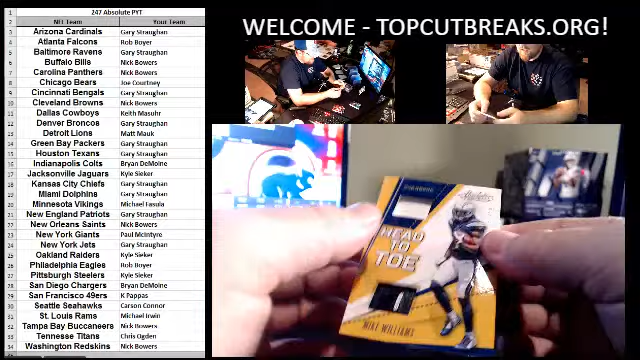 247 Absolute PYT
NFL Team Your Team
Arizona Cardinals Gary Straughan
Atlanta Falcons Rob Boyer
Baltimore Ravens Gary Straughan
Buffalo Bills Nick Bowers
Carolina Panthers Nick Bowers
Chicago Bears Joe Courtney
Cincinnati Bengals Gary Straughan
Cleveland Browns Nick Bowers
Dallas Cowboys Keith Masuhr
Denver Broncos Gary Straughan
Detroit Lions Matt Mauk
Green Bay Packers Gary Straughan
Houston Texans Gary Straughan
Indianapolis Colts Bryan DeMoine
Jacksonville Jaguars Kyle Sieker
Kansas City Chiefs Gary Straughan
Miami Dolphins Gary Straughan
Minnesota Vikings Michael Fasula
New England Patriots Gary Straughan
New Orleans Saints Nick Bowers
New York Giants Paul McIntyre
New York Jets Gary Straughan
Oakland Raiders Kyle Sieker
Philadelphia Eagles Rob Boyer
Pittsburgh Steelers Kyle Sieker
San Diego Chargers Bryan DeMoine
San Francisco 49ers K Pappas
Seattle Seahawks Carson Connor
St. Louis Rams Michael Irwin
Tampa Bay Buccaneers Nick Bowers
Tennesse Titans Chris Ogden
Washington Redskins Nick Bowers
WELCOME - TOPCUTBREAKS.ORG!
Absolute
HEAD
TO
TOE
MIKE WILLIAMS